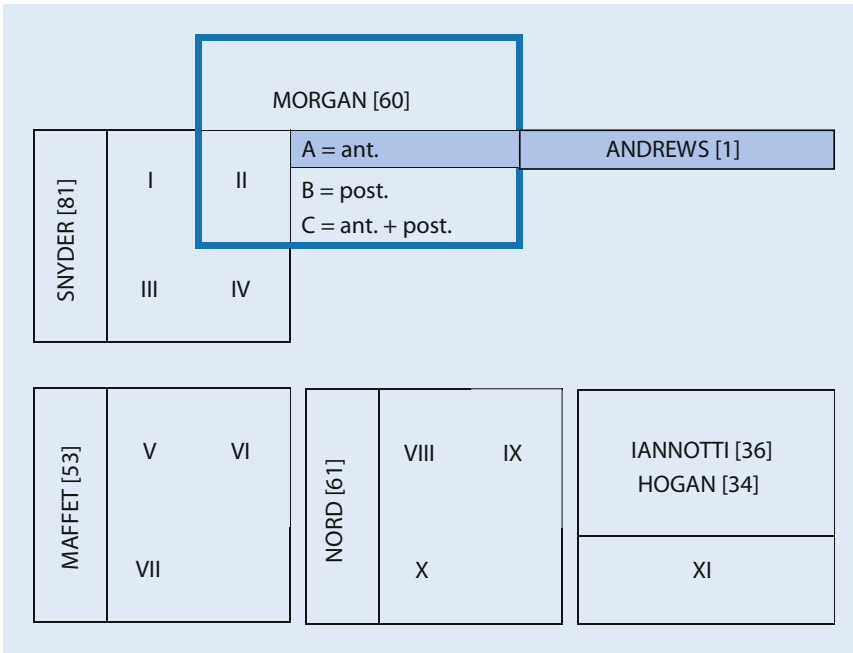 MORGAN [60]
SNYDER [81]
I II
A = ant.
ANDREWS [1]
B = post.
C = ant. + post.
III IV
MAFFET [53]
V VI
VII
NORD [61]
VIII IX
X
IANNOTTI [36]
HOGAN [34]
XI